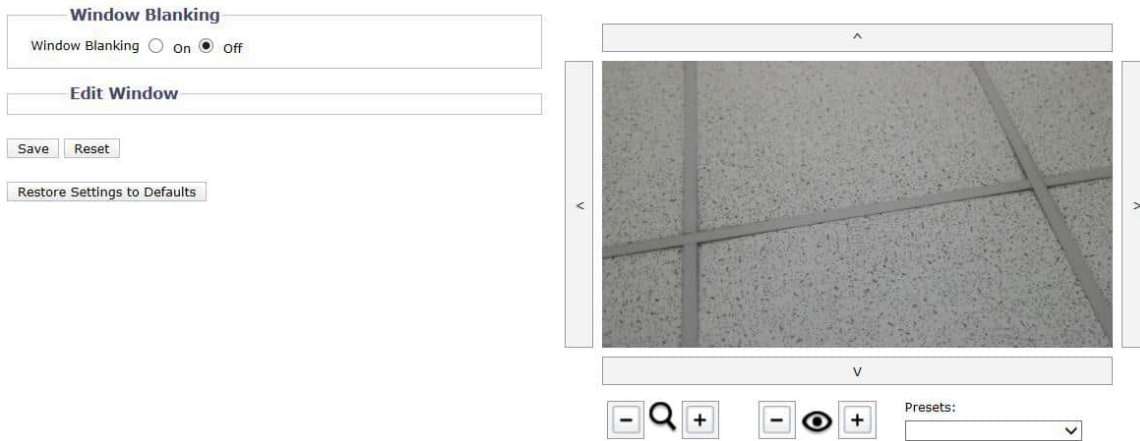 Window Blanking
Window Blanking On Off
Edit Window
Save Reset
Restore Settings to Defaults
^
<
>
v
- + - + Presets: